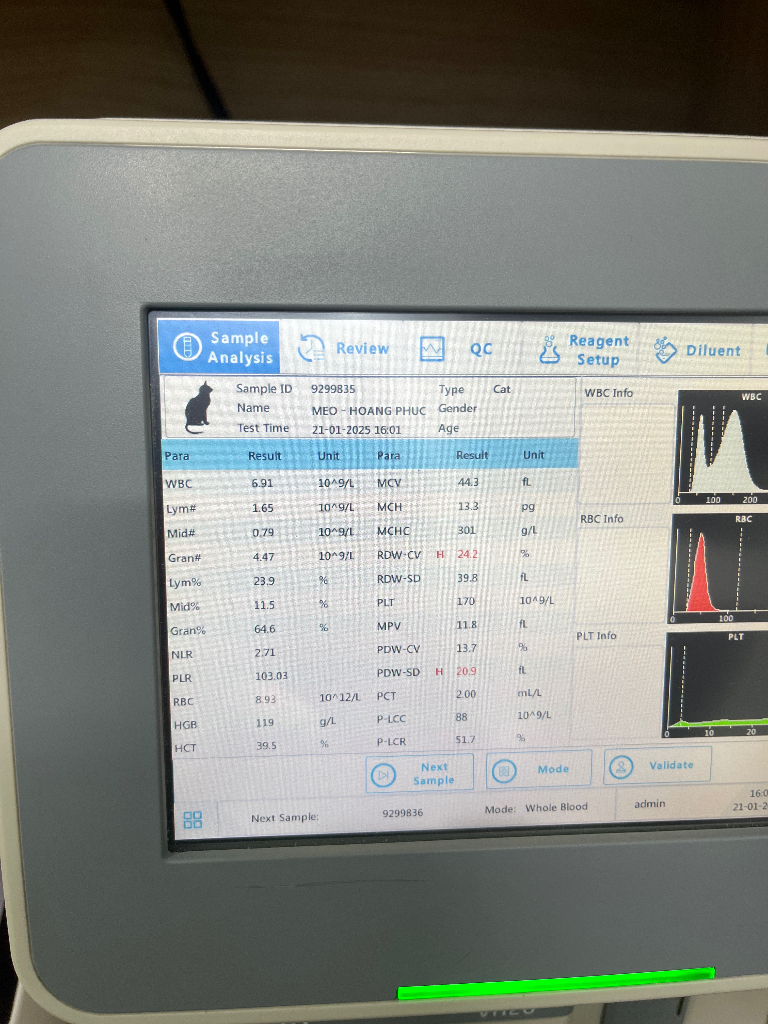 Sample Analysis
Review
QC
Reagent Setup
Diluent
Sample ID 9299835 Type Cat
Name MEO - HOANG PHUC Gender
Test Time 21-01-2025 16:01 Age
Para Result Unit Para Result Unit
WBC 6.91 10^9/L MCV 44.3 fL
Lym# 1.65 10^9/L MCH 13.3 pg
Mid# 0.79 10^9/L MCHC 301 g/L
Gran# 4.47 10^9/L RDW-CV H 24.2 %
Lym% 23.9 % RDW-SD 39.8 fL
Mid% 11.5 % PLT 170 10^9/L
Gran% 64.6 % MPV 11.8 fL
NLR 2.71 PDW-CV 13.7 %
PLR 103.03 PDW-SD H 20.9 fL
RBC 8.93 10^12/L PCT 2.00 mL/L
HGB 119 g/L P-LCC 88 10^9/L
HCT 39.5 % P-LCR 51.7 %
WBC Info
WBC
100 200
RBC Info
RBC
0 100
PLT Info
PLT
0 10 20
Next Sample
Mode
Validate
Next Sample: 9299836 Mode: Whole Blood admin 16:0
21-01-2